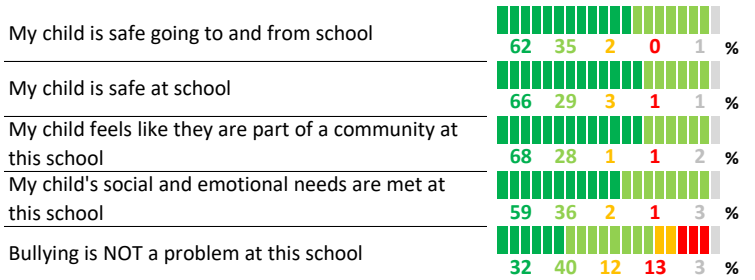 My child is safe going to and from school
62 35 2 0 1 %
My child is safe at school
66 29 3 1 1 %
My child feels like they are part of a community at
this school
68 28 1 1 2 %
My child's social and emotional needs are met at
this school
59 36 2 1 3 %
Bullying is NOT a problem at this school
32 40 12 13 3 %